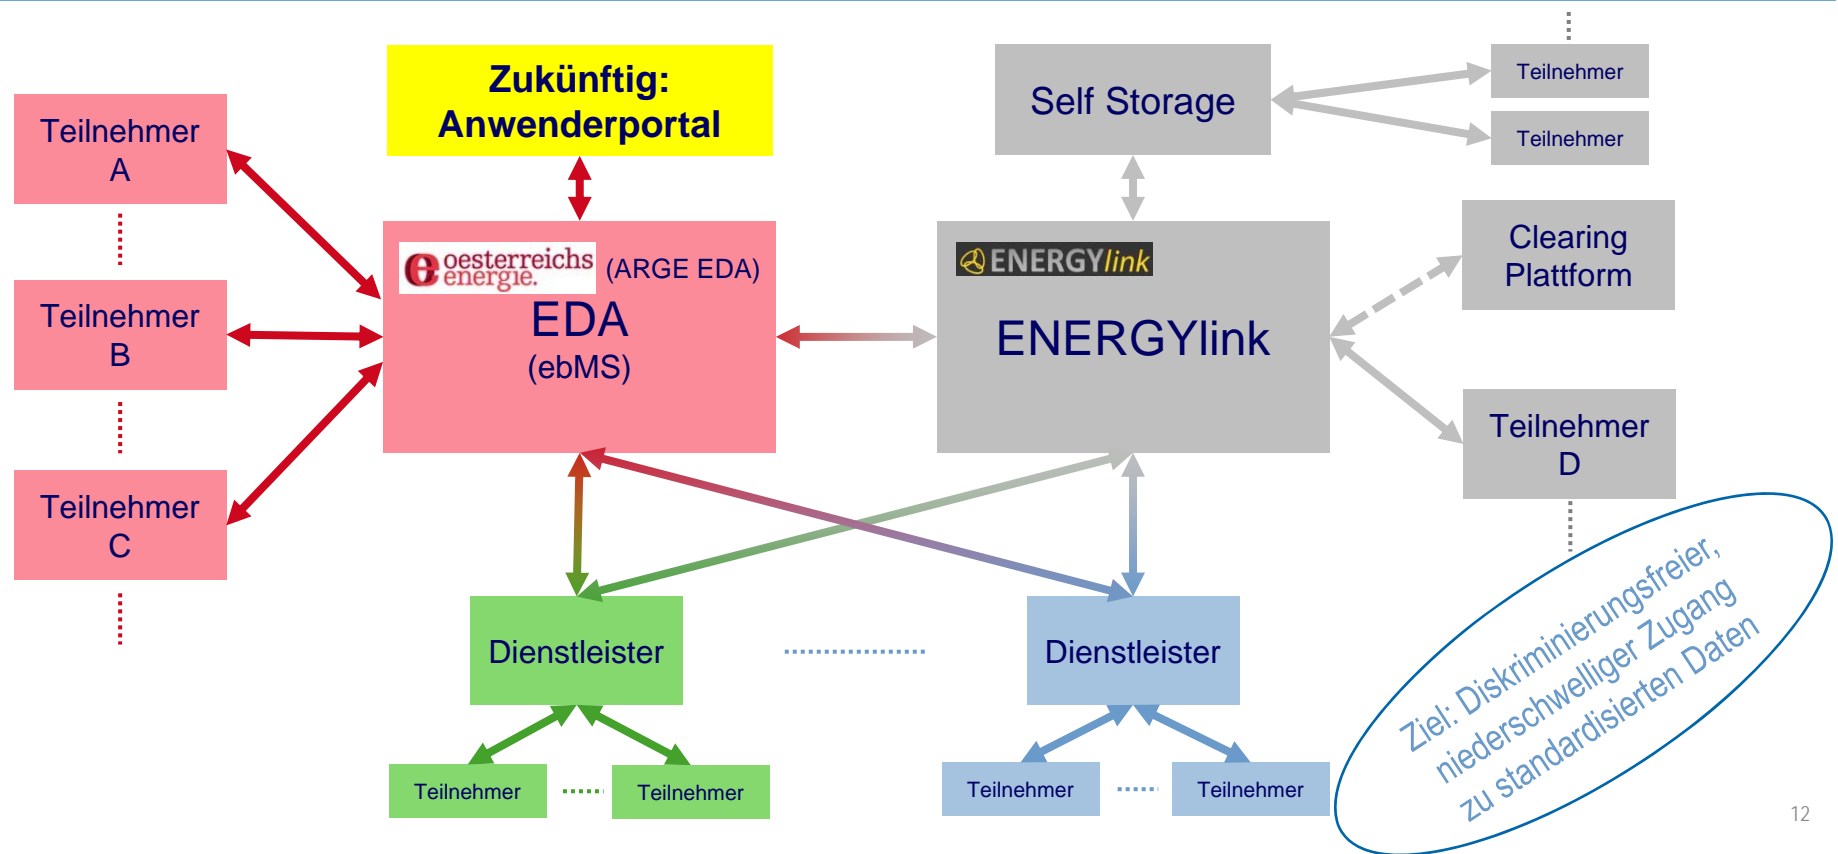 Zukünftig:
Anwenderportal
Self Storage
Teilnehmer
Teilnehmer
Teilnehmer
A
Teilnehmer
B
Teilnehmer
C
oesterreichs
energie.
(ARGE EDA)
EDA
(ebMS)
ENERGYlink
ENERGYlink
Clearing
Plattform
Teilnehmer
D
Dienstleister
Dienstleister
Teilnehmer
Teilnehmer
Teilnehmer
Teilnehmer
Ziel: Diskriminierungsfreier,
niederschwelliger Zugang
zu standardisierten Daten
12